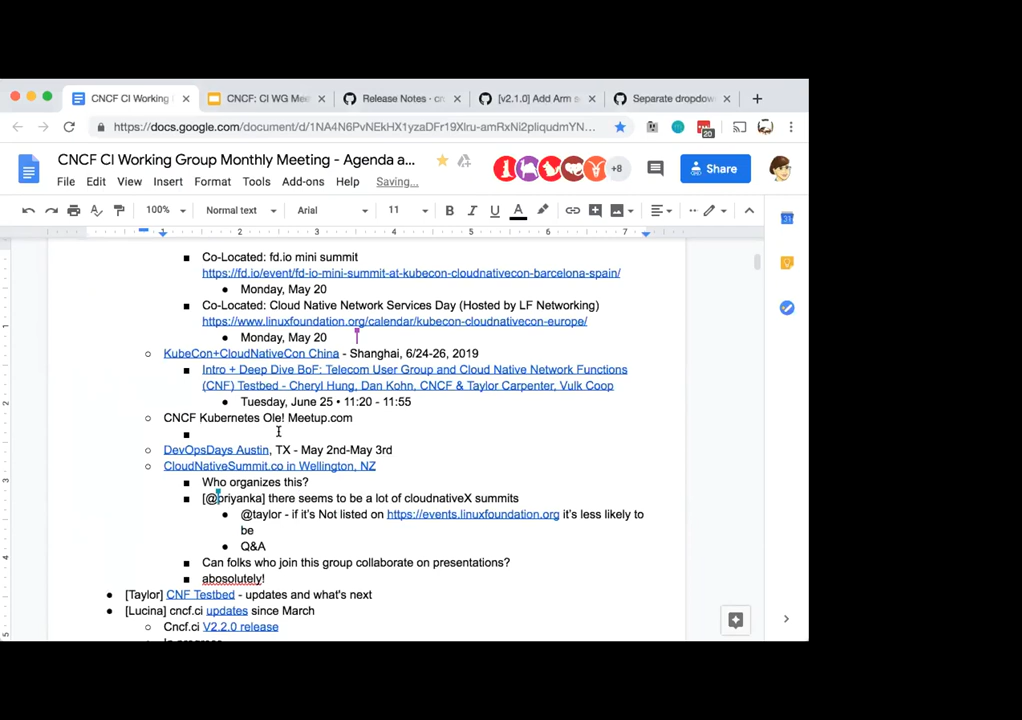 CNCF CI Working
CNCF: CI WG Mee
Release Notes · cr
[v2.1.0] Add Arm s
Separate dropdow
https://docs.google.com/document/d/1NA4N6PvNEkHX1yzaDFr19Xlru-amRxNi2pliqudmYN...
20
CNCF CI Working Group Monthly Meeting - Agenda a...
+8
Share
File Edit View Insert Format Tools Add-ons Help Saving...
100% Normal text Arial 11 B I U A
1 2 3 4 5 6 7
Co-Located: fd.io mini summit
https://fd.io/event/fd-io-mini-summit-at-kubecon-cloudnativecon-barcelona-spain/
Monday, May 20
Co-Located: Cloud Native Network Services Day (Hosted by LF Networking)
https://www.linuxfoundation.org/calendar/kubecon-cloudnativecon-europe/
Monday, May 20
KubeCon+CloudNativeCon China - Shanghai, 6/24-26, 2019
Intro + Deep Dive BoF: Telecom User Group and Cloud Native Network Functions
(CNF) Testbed - Cheryl Hung, Dan Kohn, CNCF & Taylor Carpenter, Vulk Coop
Tuesday, June 25 • 11:20 - 11:55
CNCF Kubernetes Ole! Meetup.com
DevOpsDays Austin, TX - May 2nd-May 3rd
CloudNativeSummit.co in Wellington, NZ
Who organizes this?
[@priyanka] there seems to be a lot of cloudnativeX summits
@taylor - if it's Not listed on https://events.linuxfoundation.org it's less likely to
be
Q&A
Can folks who join this group collaborate on presentations?
abosolutely!
[Taylor] CNF Testbed - updates and what's next
[Lucina] cncf.ci updates since March
Cncf.ci V2.2.0 release